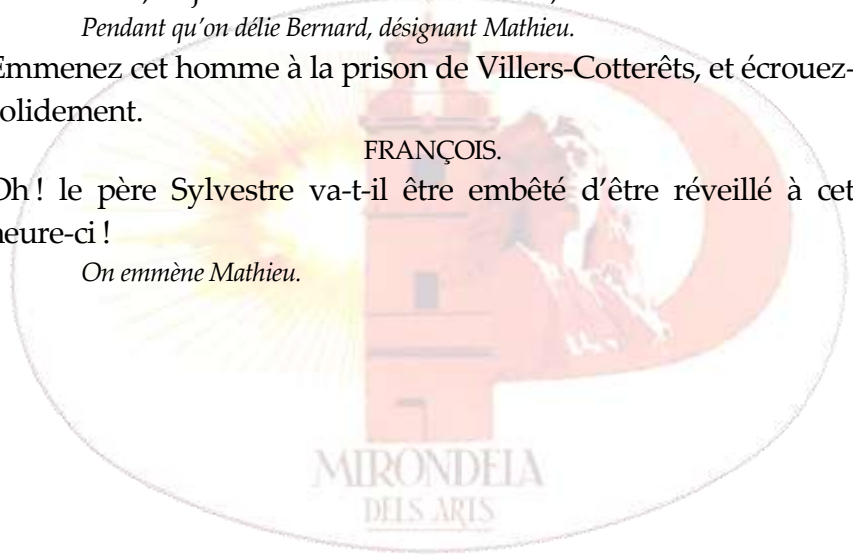 Pendant qu'on délie Bernard, désignant Mathieu.
Emmenez cet homme à la prison de Villers-Cotterêts, et écrouez-
solidement.
FRANÇOIS.
Oh ! le père Sylvestre va-t-il être embêté d'être réveillé à cet
heure-ci !
On emmène Mathieu.
MIRONDELA
DELS ARTS